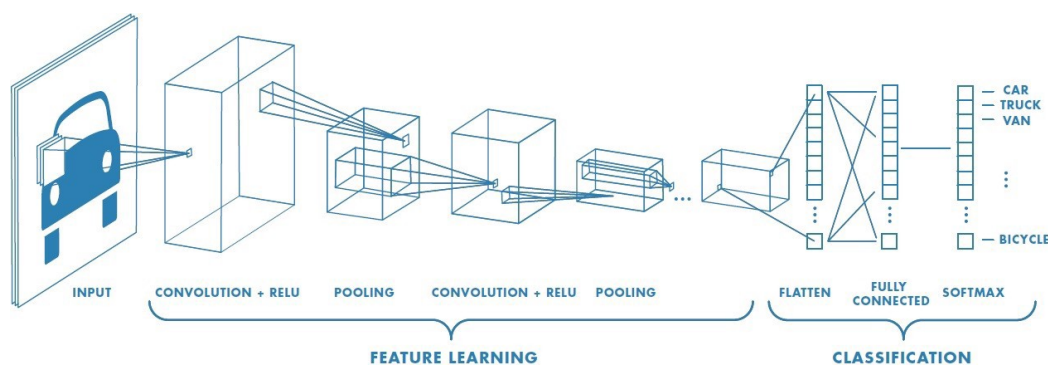 CAR
TRUCK
VAN
BICYCLE
INPUT
CONVOLUTION + RELU
POOLING
CONVOLUTION + RELU
POOLING
FLATTEN
FULLY
CONNECTED
SOFTMAX
FEATURE LEARNING
CLASSIFICATION